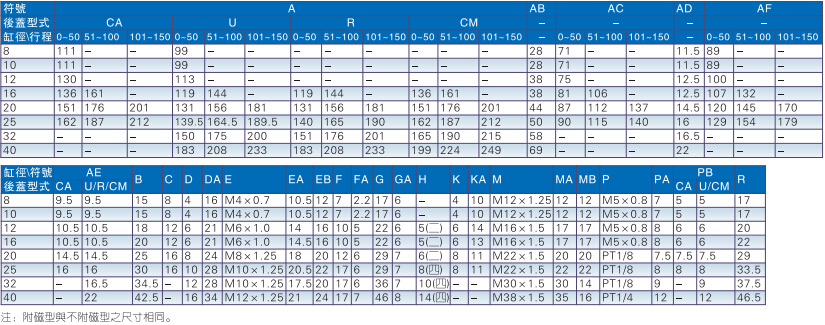 符號 A AB AC AD AF
後蓋型式 CA U R CM – – –
缸徑\行程 0~50 51~100 101~150 0~50 51~100 101~150 0~50 51~100 101~150 0~50 51~100 101~150 – 0~50 51~100 101~150 – 0~50 51~100 101~150
8 111 – – 99 – – – – – – – – 28 71 – – 11.5 89 – –
10 111 – – 99 – – – – – – – – 28 71 – – 11.5 89 – –
12 130 – – 113 – – – – – – – – 38 75 – – 12.5 100 – –
16 136 161 – 119 144 – 119 144 – 136 161 – 38 81 106 – 12.5 107 132 –
20 151 176 201 131 156 181 131 156 181 151 176 201 44 87 112 137 14.5 120 145 170
25 162 187 212 139.5 164.5 189.5 140 165 190 162 187 212 50 90 115 140 16 129 154 179
32 – – – 150 175 200 151 176 201 165 190 215 58 – – – 16.5 – – –
40 – – – 183 208 233 183 208 233 199 224 249 69 – – – 22 – – –
缸徑\符號 AE B C D DA E EA EB F FA G GA H K KA M MA MB P PA PB R
後蓋型式 CA U/R/CM CA U/CM
8 9.5 9.5 15 8 4 16 M4×0.7 10.5 12 7 2.2 17 6 – 4 10 M12×1.25 12 12 M5×0.8 7 5 5 17
10 9.5 9.5 15 8 4 16 M4×0.7 10.5 12 7 2.2 17 6 – 4 10 M12×1.25 12 12 M5×0.8 7 5 5 17
12 10.5 10.5 18 12 6 21 M6×1.0 14 16 10 5 22 6 5(二) 6 14 M16×1.5 17 17 M5×0.8 8 6 6 20
16 10.5 10.5 20 12 6 21 M6×1.0 14.5 16 10 5 22 6 5(二) 6 13 M16×1.5 17 17 M5×0.8 8 6 6 22
20 14.5 14.5 25 16 8 24 M8×1.25 18 20 12 6 29 7 6(二) 8 11 M22×1.5 20 20 PT1/8 7.5 7.5 7.5 29
25 16 16 30 16 10 28 M10×1.25 20.5 22 17 6 29 7 8(四) 8 11 M22×1.5 22 22 PT1/8 8 8 8 33.5
32 – 16.5 34.5 – 12 28 M10×1.25 17.5 20 17 6 36 7 10(四) – – M30×1.5 30 14 PT1/8 9 – 9 37.5
40 – 22 42.5 – 16 34 M12×1.25 21 24 17 7 46 8 14(四) – – M38×1.5 35 16 PT1/4 12 – 12 46.5
注：附磁型與不附磁型之尺寸相同。